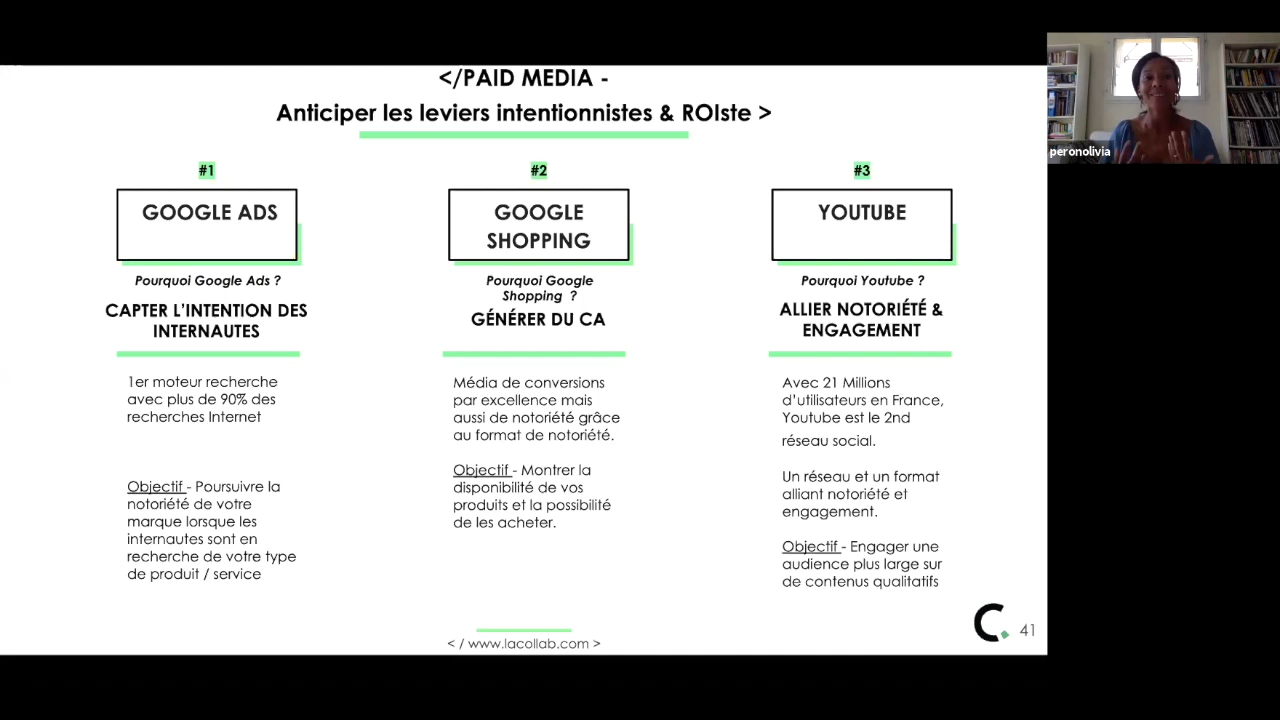 </PAID MEDIA -
Anticiper les leviers intentionnistes & ROIste >
#1
GOOGLE ADS
Pourquoi Google Ads ?
CAPTER L'INTENTION DES
INTERNAUTES
1er moteur recherche
avec plus de 90% des
recherches Internet
Objectif - Poursuivre la
notoriété de votre
marque lorsque les
internautes sont en
recherche de votre type
de produit / service
#2
GOOGLE
SHOPPING
Pourquoi Google
Shopping ?
GÉNÉRER DU CA
Média de conversions
par excellence mais
aussi de notoriété grâce
au format de notoriété.
Objectif - Montrer la
disponibilité de vos
produits et la possibilité
de les acheter.
#3
YOUTUBE
Pourquoi Youtube ?
ALLIER NOTORIÉTÉ &
ENGAGEMENT
Avec 21 Millions
d'utilisateurs en France,
Youtube est le 2nd
réseau social.
Un réseau et un format
alliant notoriété et
engagement.
Objectif - Engager une
audience plus large sur
de contenus qualitatifs
< / www.lacollab.com >
C.
41
peronolivia